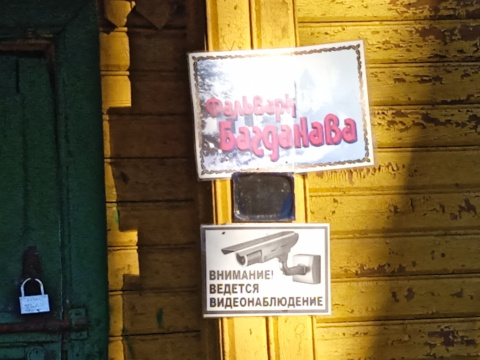 Фальварк
Багданава
ВНИМАНИЕ!
ВЕДЕТСЯ
ВИДЕОНАБЛЮДЕНИЕ